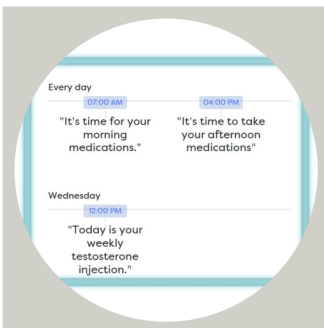 Every day
07:00 AM 04:00 PM
"It's time for your "It's time to take
morning your afternoon
medications." medications"
Wednesday
12:00 PM
"Today is your
weekly
testosterone
injection."